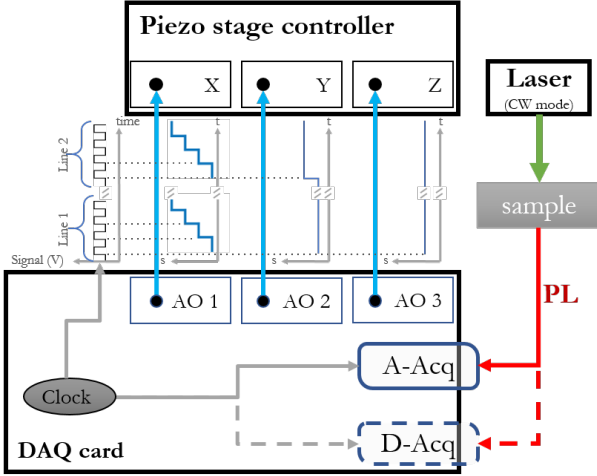 Piezo stage controller
X Y Z
Laser
(CW mode)
time t t t
Line 2
sample
Line 1
Signal (V) s s s
AO 1 AO 2 AO 3
PL
A-Acq
Clock
D-Acq
DAQ card